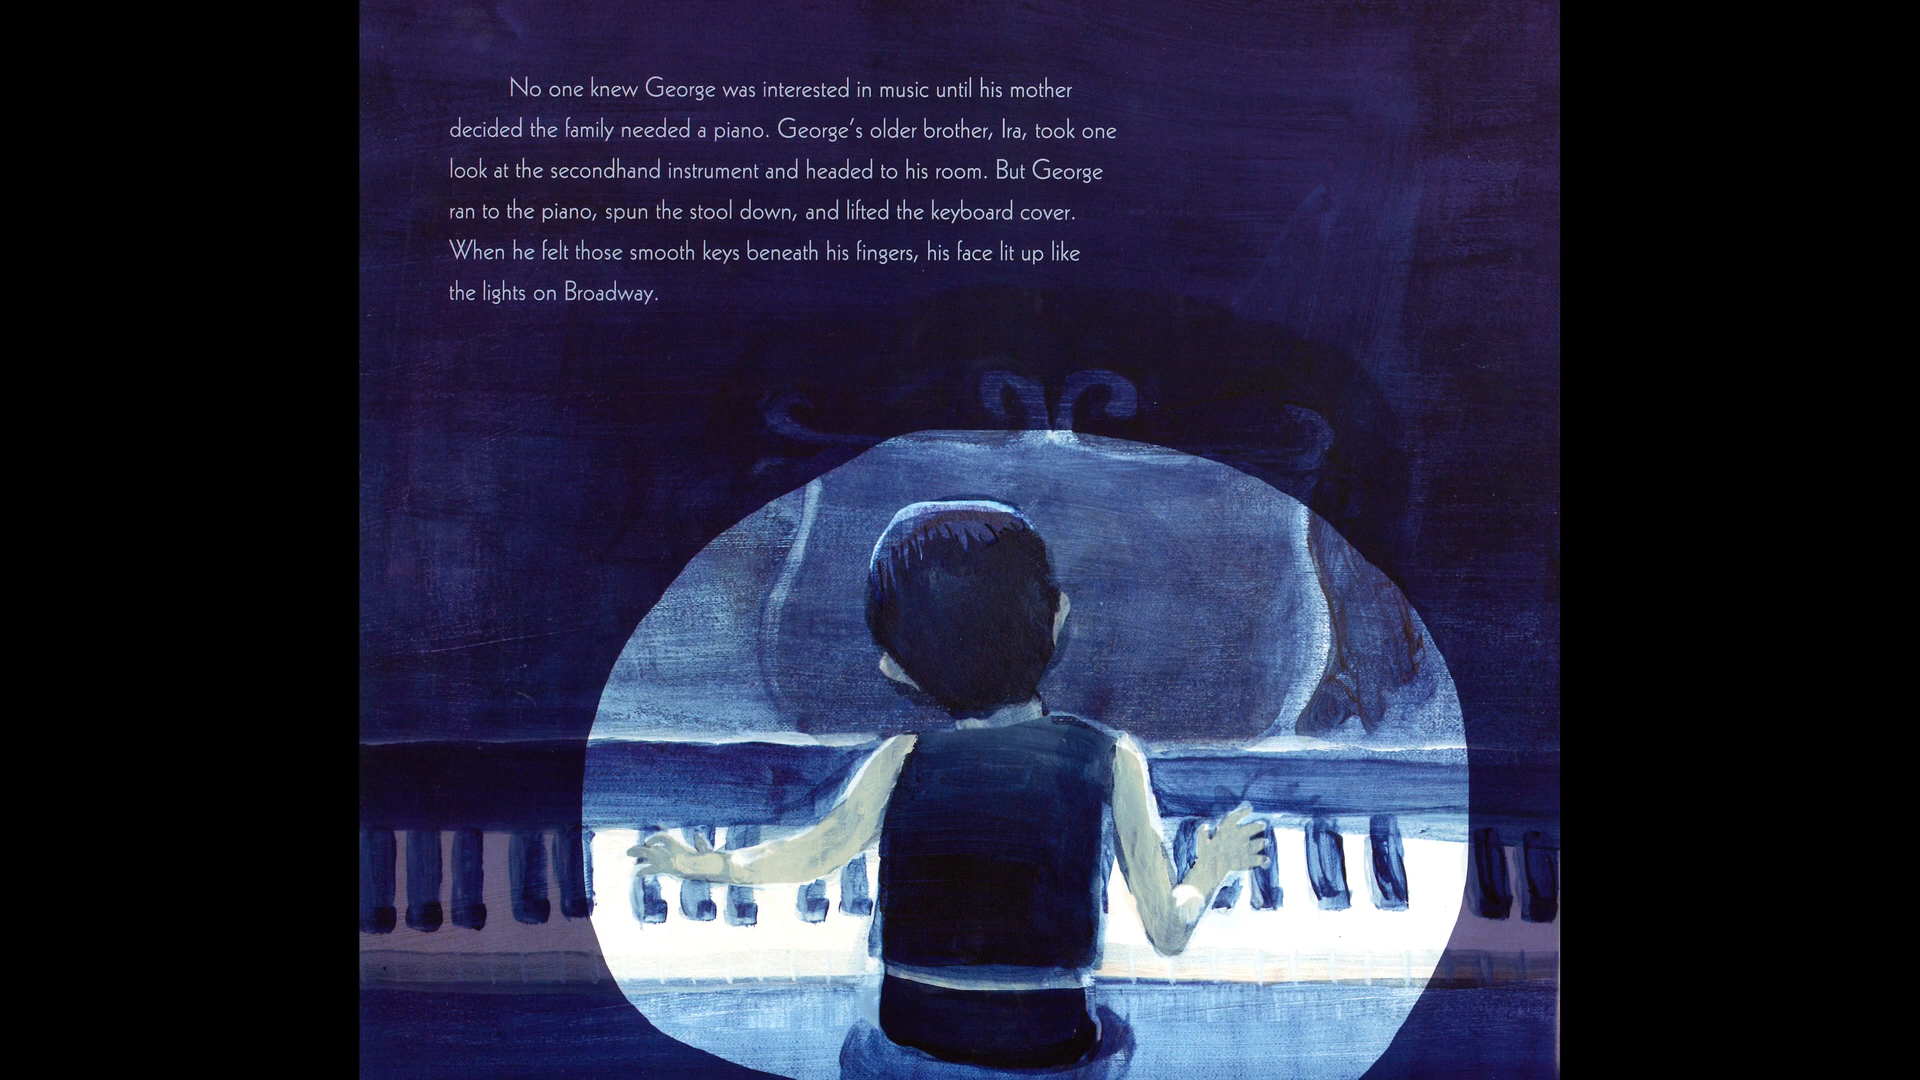 No one knew George was interested in music until his mother
decided the family needed a piano. George's older brother, Ira, took one
look at the secondhand instrument and headed to his room. But George
ran to the piano, spun the stool down, and lifted the keyboard cover.
When he felt those smooth keys beneath his fingers, his face lit up like
the lights on Broadway.